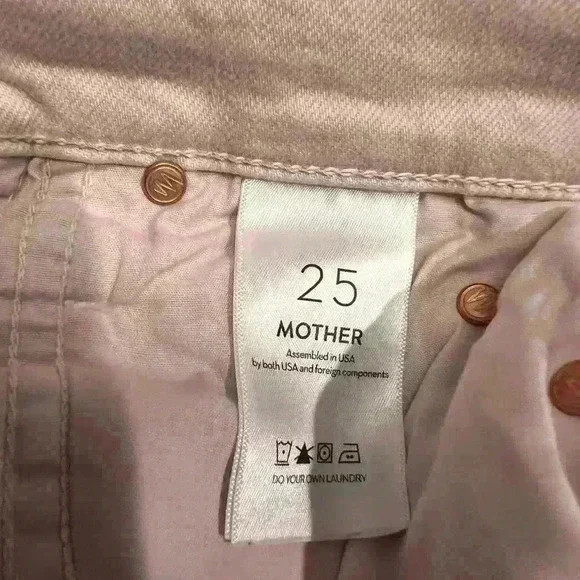 25
MOTHER
Assembled in USA
by both USA and foreign components
DO YOUR OWN LAUNDRY